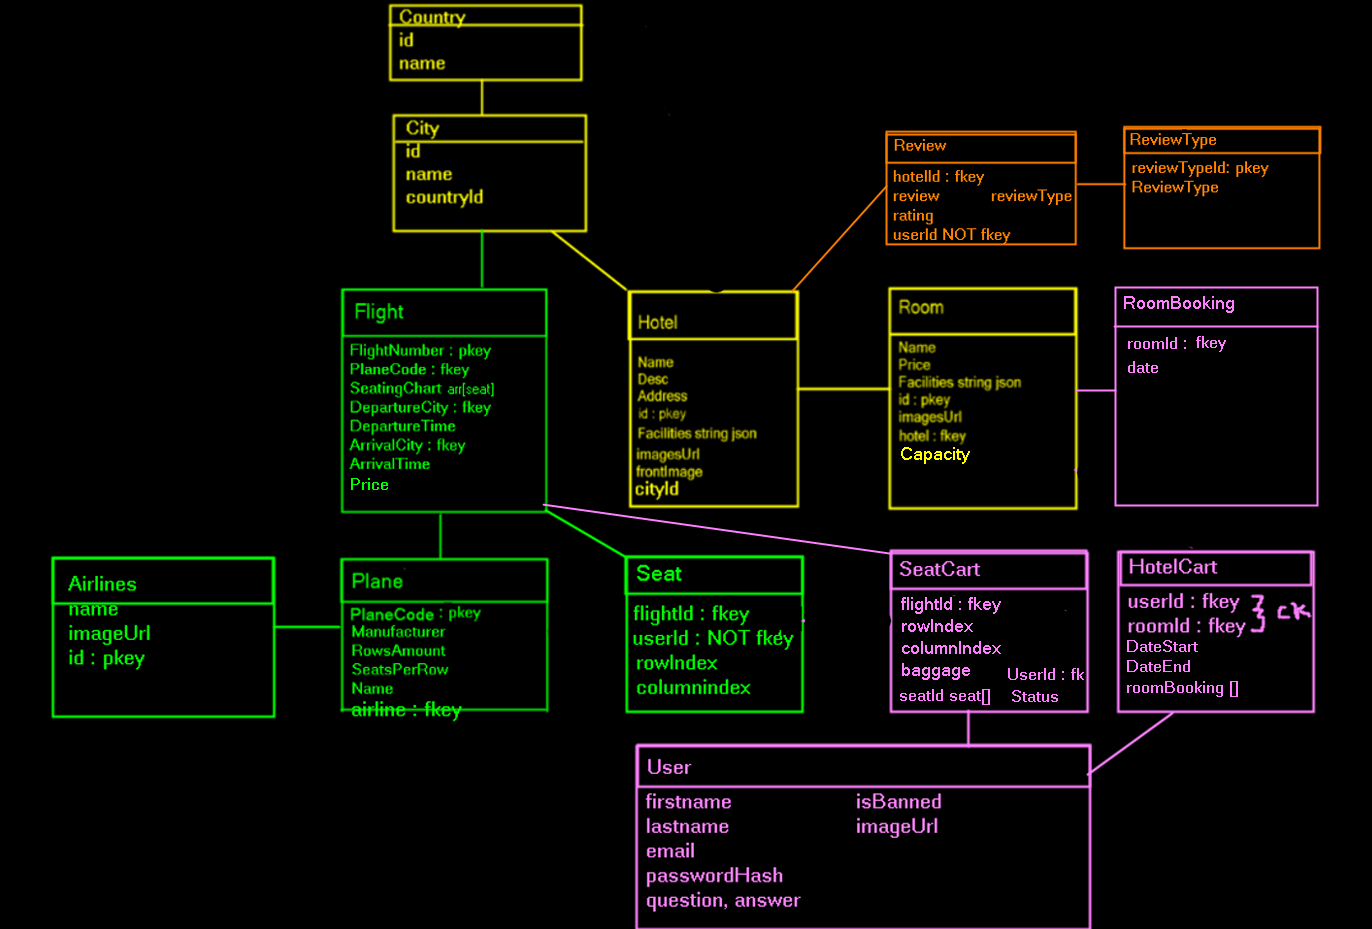 Country
id
name
City
id
name
countryId
Review
hotelId : fkey
review reviewType
rating
userId NOT fkey
ReviewType
reviewTypeId: pkey
ReviewType
Flight
FlightNumber : pkey
PlaneCode : fkey
SeatingChart arr[seat]
DepartureCity : fkey
DepartureTime
ArrivalCity : fkey
ArrivalTime
Price
Hotel
Name
Desc
Address
id : pkey
Facilities string json
imagesUrl
frontImage
cityId
Room
Name
Price
Facilities string json
id : pkey
imagesUrl
hotel : fkey
Capacity
RoomBooking
roomId : fkey
date
Airlines
name
imageUrl
id : pkey
Plane
PlaneCode : pkey
Manufacturer
RowsAmount
SeatsPerRow
Name
airline : fkey
Seat
flightId : fkey
userId : NOT fkey
rowIndex
columnindex
SeatCart
flightId : fkey
rowIndex
columnIndex
baggage UserId : fk
seatId seat[] Status
HotelCart
userId : fkey
roomId : fkey
CK
DateStart
DateEnd
roomBooking []
User
firstname isBanned
lastname imageUrl
email
passwordHash
question, answer